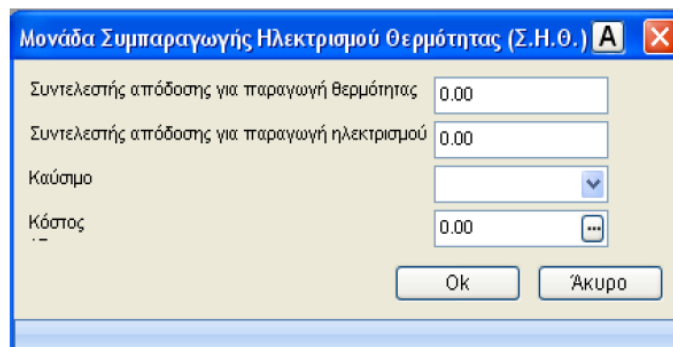 Μονάδα Συμπαραγωγής Ηλεκτρισμού Θερμότητας (Σ.Η.Θ.) A
Συντελεστής απόδοσης για παραγωγή θερμότητας 0.00
Συντελεστής απόδοσης για παραγωγή ηλεκτρισμού 0.00
Καύσιμο
Κόστος 0.00 ...
Ok Άκυρο